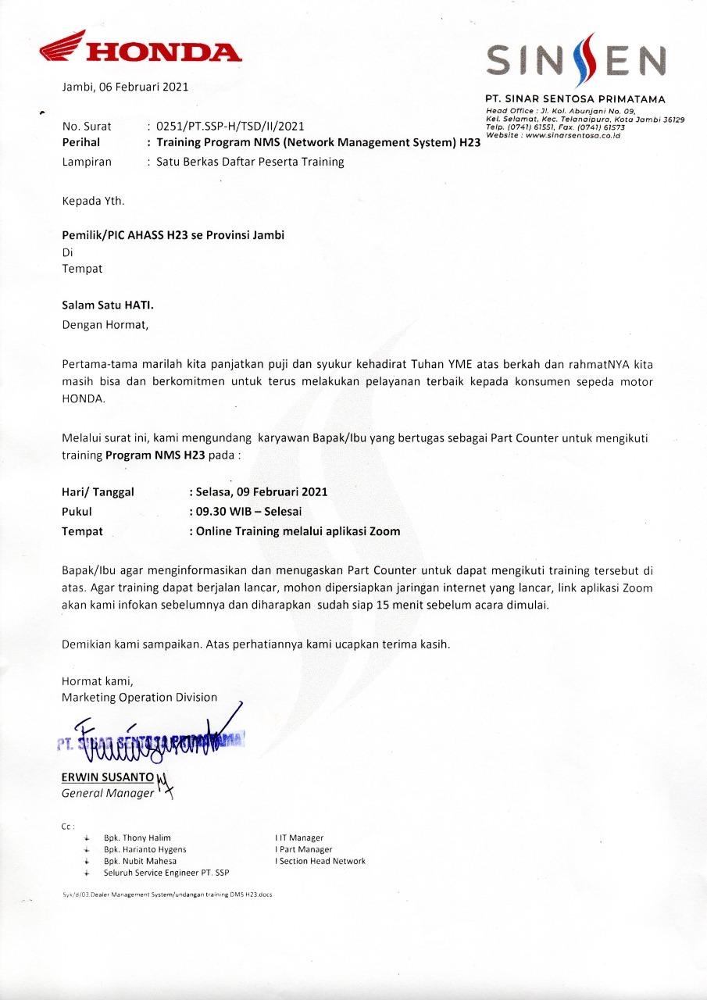 HONDA
SINSEN
PT. SINAR SENTOSA PRIMATAMA
Head Office : Jl. Kol. Abunjani No. 09,
Kel. Selamat, Kec. Telanaipura, Kota Jambi 36129
Telp. (0741) 61551, Fax. (0741) 61573
Website : www.sinarsentosa.co.id
Jambi, 06 Februari 2021
No. Surat : 0251/PT.SSP-H/TSD/II/2021
Perihal : Training Program NMS (Network Management System) H23
Lampiran : Satu Berkas Daftar Peserta Training
Kepada Yth.
Pemilik/PIC AHASS H23 se Provinsi Jambi
Di
Tempat
Salam Satu HATI.
Dengan Hormat,
Pertama-tama marilah kita panjatkan puji dan syukur kehadirat Tuhan YME atas berkah dan rahmatNYA kita
masih bisa dan berkomitmen untuk terus melakukan pelayanan terbaik kepada konsumen sepeda motor
HONDA.
Melalui surat ini, kami mengundang karyawan Bapak/Ibu yang bertugas sebagai Part Counter untuk mengikuti
training Program NMS H23 pada :
Hari/ Tanggal : Selasa, 09 Februari 2021
Pukul : 09.30 WIB – Selesai
Tempat : Online Training melalui aplikasi Zoom
Bapak/Ibu agar menginformasikan dan menugaskan Part Counter untuk dapat mengikuti training tersebut di
atas. Agar training dapat berjalan lancar, mohon dipersiapkan jaringan internet yang lancar, link aplikasi Zoom
akan kami infokan sebelumnya dan diharapkan sudah siap 15 menit sebelum acara dimulai.
Demikian kami sampaikan. Atas perhatiannya kami ucapkan terima kasih.
Hormat kami,
Marketing Operation Division
PT. SINAR SENTOSA PRIMATAMA
ERWIN SUSANTO
General Manager
Cc :
Bpk. Thony Halim I IT Manager
Bpk. Harianto Hygens I Part Manager
Bpk. Nubit Mahesa I Section Head Network
Seluruh Service Engineer PT. SSP
Syk/d/03.Dealer Management System/undangan training DMS H23.docs